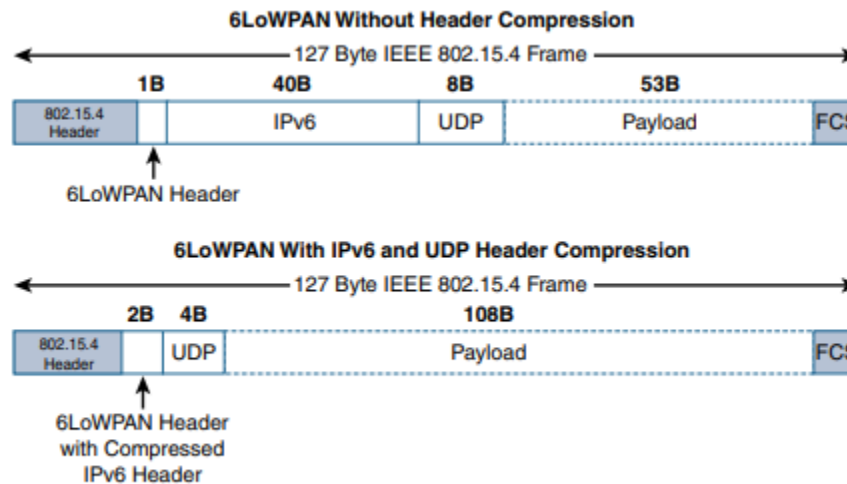 6LoWPAN Without Header Compression
127 Byte IEEE 802.15.4 Frame
1B 40B 8B 53B
802.15.4
Header
IPv6 UDP Payload FCS
6LoWPAN Header
6LoWPAN With IPv6 and UDP Header Compression
127 Byte IEEE 802.15.4 Frame
2B 4B 108B
802.15.4
Header
UDP Payload FCS
6LoWPAN Header
with Compressed
IPv6 Header